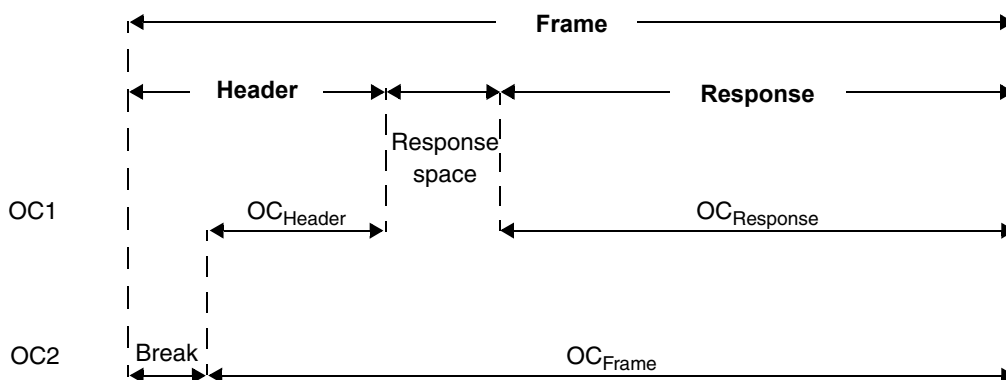 Frame
Header
Response
Response
space
OC1
OCHeader
OCResponse
OC2
Break
OCFrame